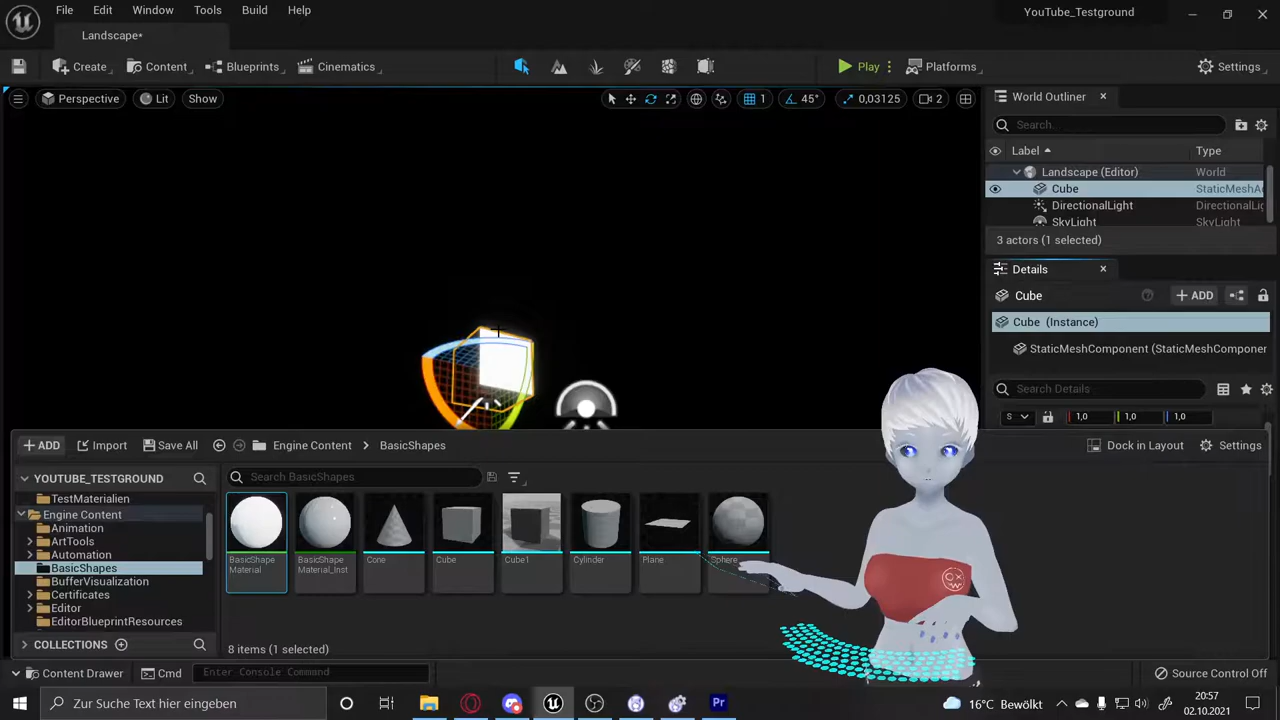 File Edit Window Tools Build Help
YouTube_Testground
Landscape*
Create Content Blueprints Cinematics Play Platforms Settings
Perspective Lit Show 1 45° 0,03125 2
World Outliner
Search...
Label Type
Landscape (Editor) World
Cube StaticMeshA
DirectionalLight DirectionalLig
SkyLight SkyLight
3 actors (1 selected)
Details
Cube ADD
Cube (Instance)
StaticMeshComponent (StaticMeshComponer
Search Details
S 1,0 1,0 1,0
ADD Import Save All Engine Content BasicShapes Dock in Layout Settings
YOUTUBE_TESTGROUND
Search BasicShapes
TestMaterialien
Engine Content
Animation
ArtTools
Automation
BasicShapes
BufferVisualization
Certificates
Editor
EditorBlueprintResources
BasicShape
Material
BasicShape
Material_Inst
Cone
Cube
Cube1
Cylinder
Plane
Sphere
COLLECTIONS
8 items (1 selected)
Content Drawer Cmd Enter Console Command Source Control Off
Zur Suche Text hier eingeben
Pr
16°C Bewölkt
20:57
02.10.2021